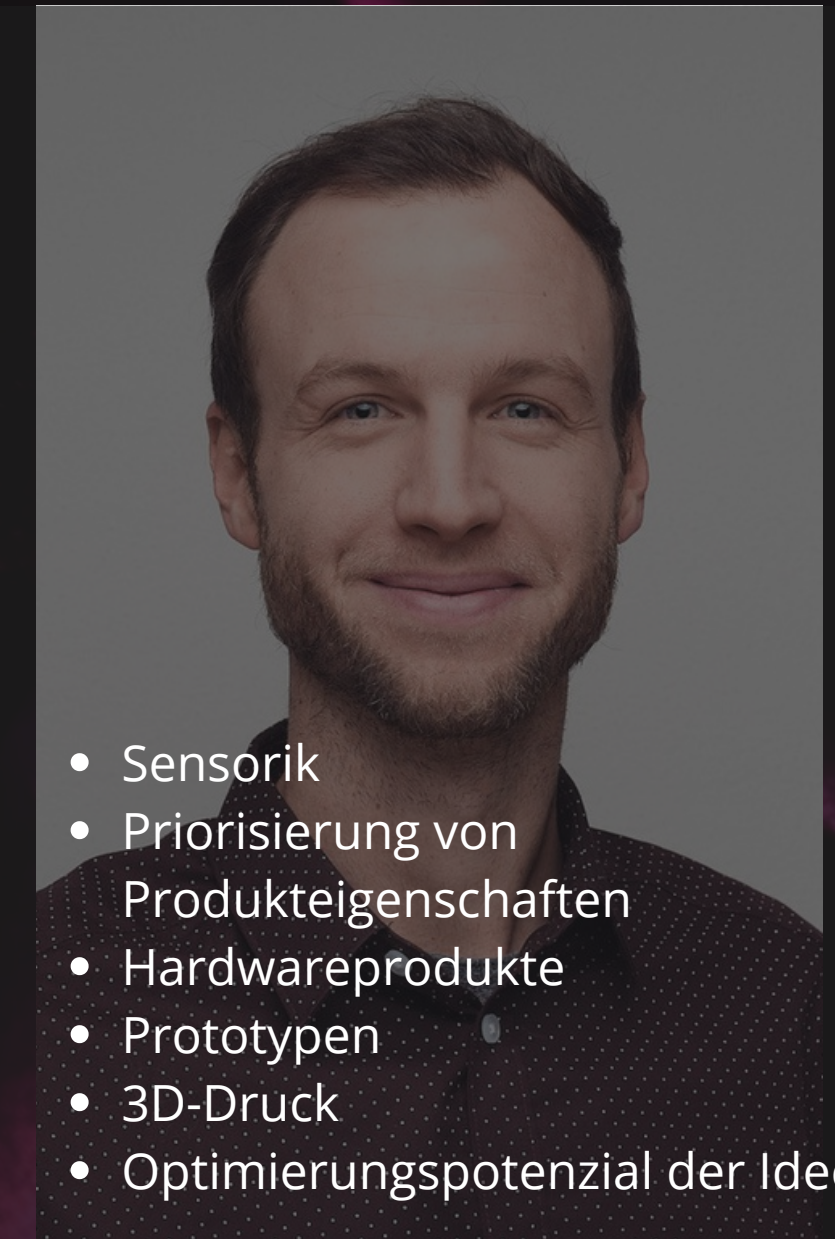 Sensorik
Priorisierung von
Produkteigenschaften
Hardwareprodukte
Prototypen
3D-Druck
Optimierungspotenzial der